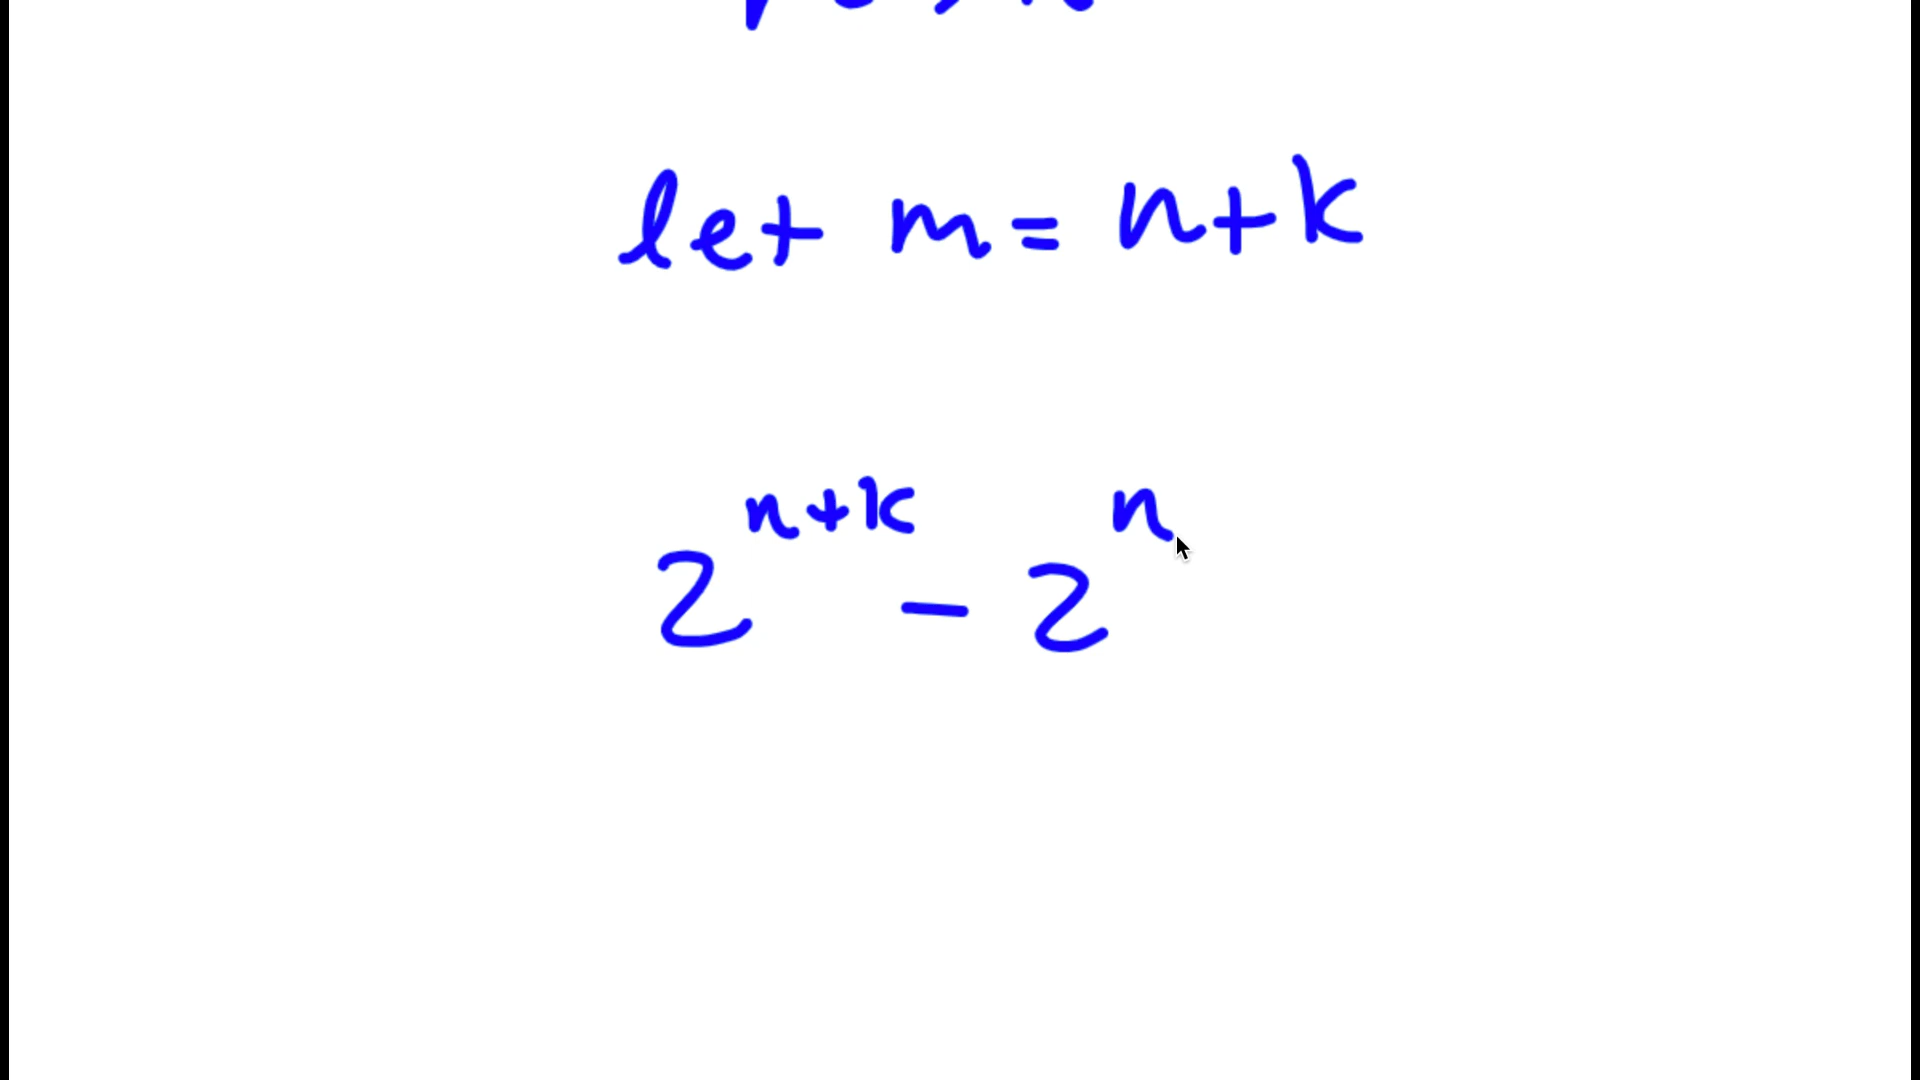 let m = n+k
2^{n+k} - 2^{n}